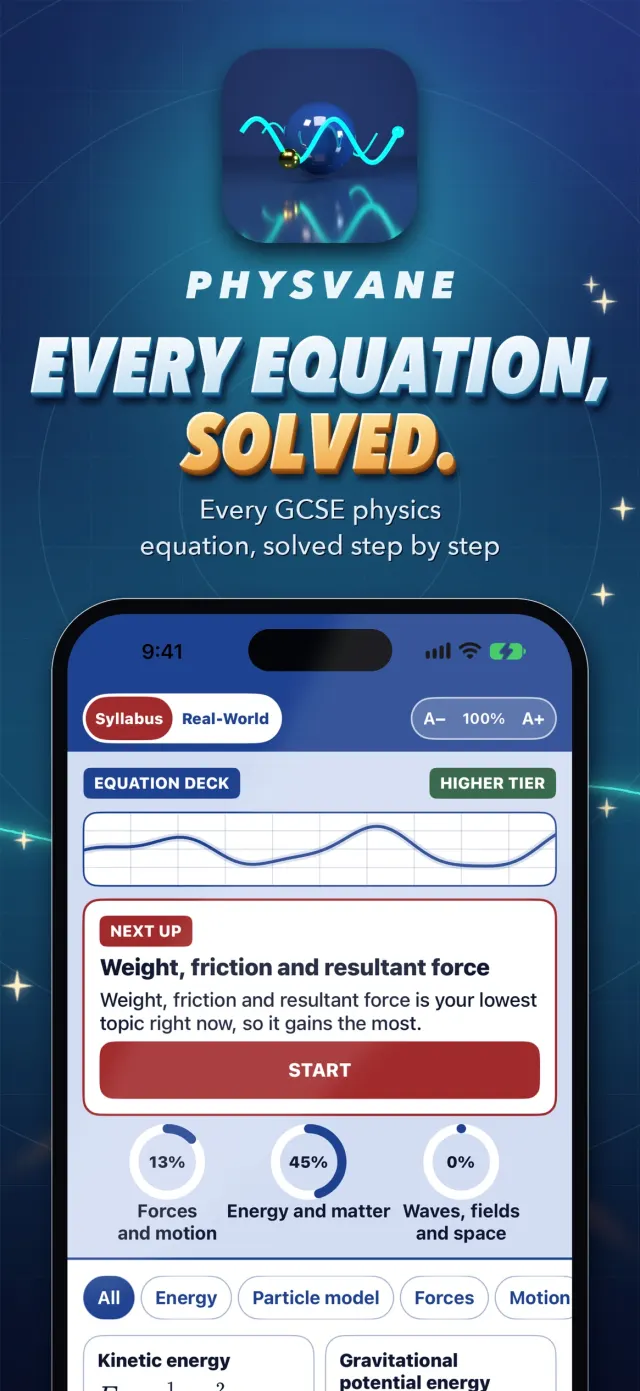 PHYSVANE
EVERY EQUATION,
SOLVED.
Every GCSE physics
equation, solved step by step
9:41
Syllabus Real-World A– 100% A+
EQUATION DECK HIGHER TIER
NEXT UP
Weight, friction and resultant force
Weight, friction and resultant force is your lowest
topic right now, so it gains the most.
START
13% 45% 0%
Forces
and motion
Energy and matter
Waves, fields
and space
All Energy Particle model Forces Motion
Kinetic energy
Gravitational
potential energy